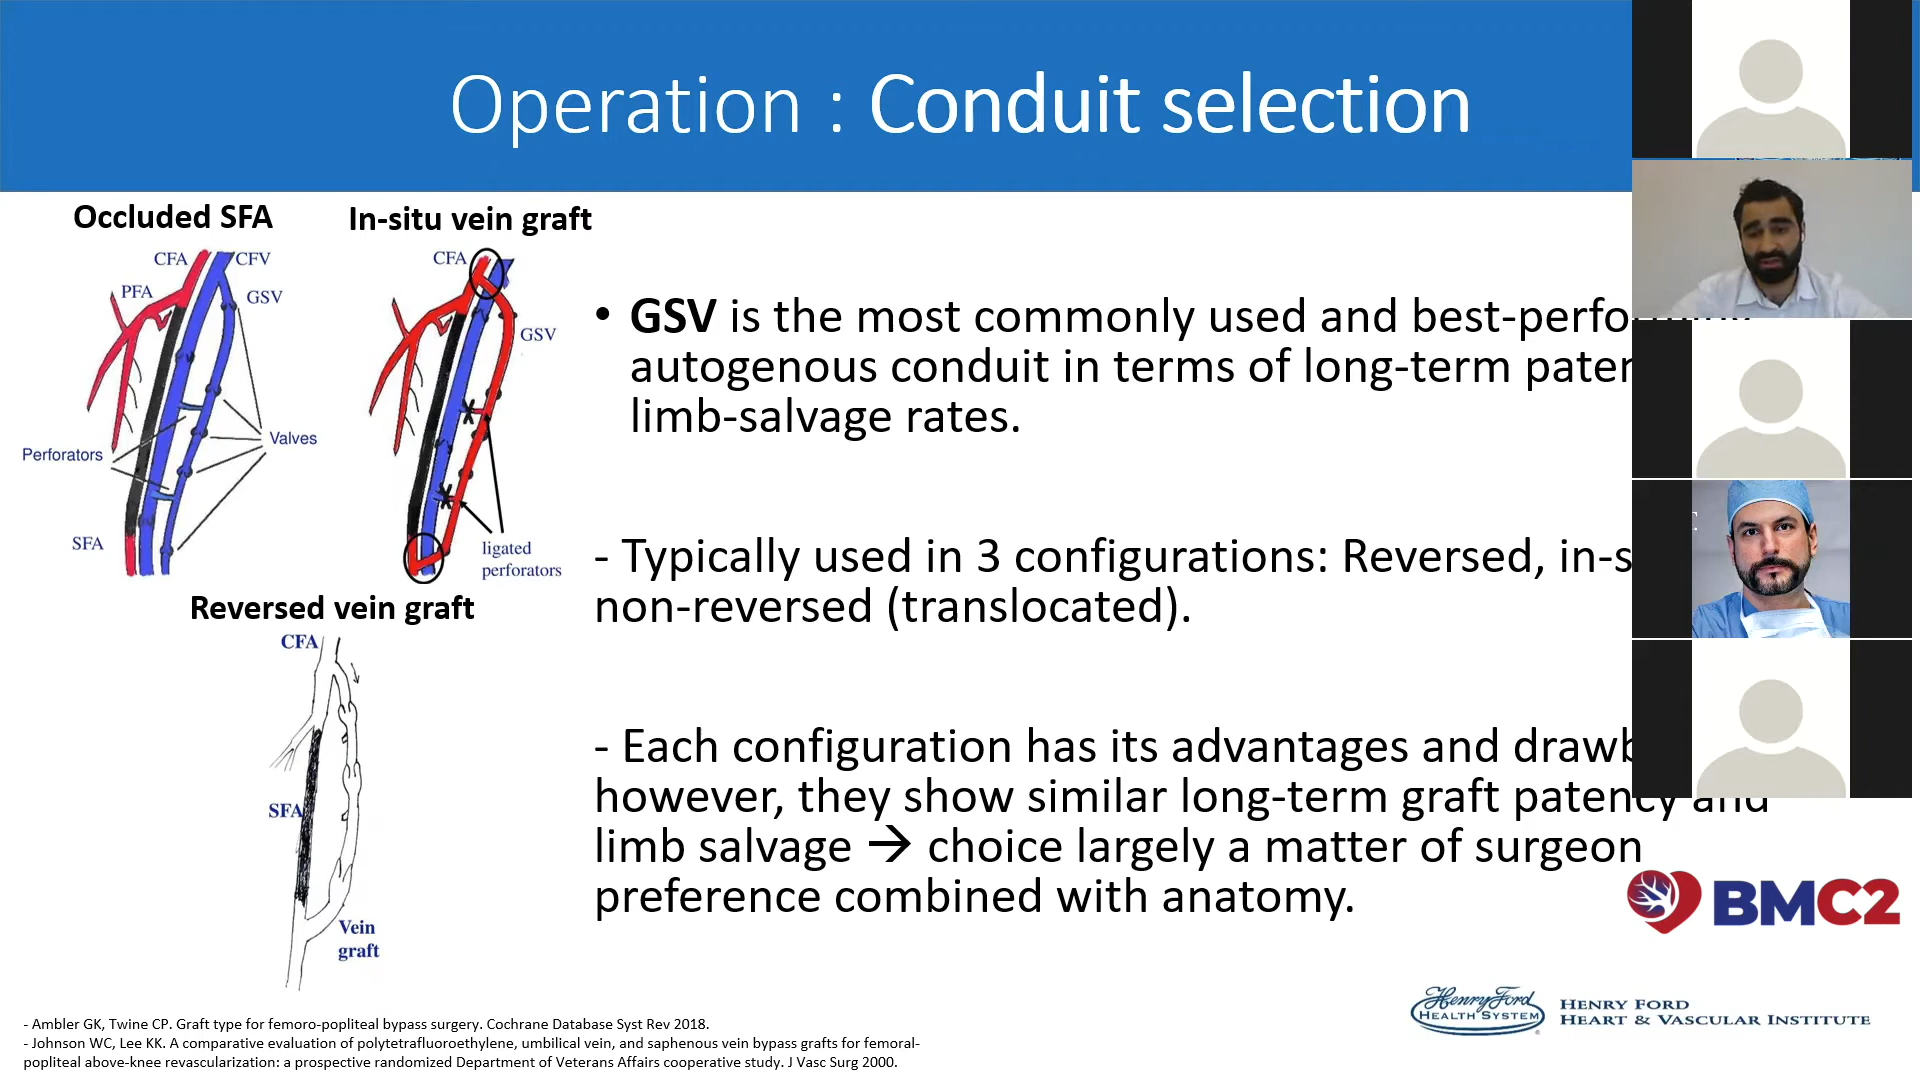 Operation : Conduit selection
Occluded SFA
In-situ vein graft
CFA
CFV
PFA
GSV
Valves
Perforators
SFA
CFA
GSV
ligated
perforators
Reversed vein graft
CFA
SFA
Vein
graft
• GSV is the most commonly used and best-perfo
autogenous conduit in terms of long-term pate
limb-salvage rates.
- Typically used in 3 configurations: Reversed, in-s
non-reversed (translocated).
- Each configuration has its advantages and draw
however, they show similar long-term graft patency and
limb salvage → choice largely a matter of surgeon
preference combined with anatomy.
BMC2
Henry Ford
HEALTH SYSTEM
HENRY FORD
HEART & VASCULAR INSTITUTE
- Ambler GK, Twine CP. Graft type for femoro-popliteal bypass surgery. Cochrane Database Syst Rev 2018.
- Johnson WC, Lee KK. A comparative evaluation of polytetrafluoroethylene, umbilical vein, and saphenous vein bypass grafts for femoral-
popliteal above-knee revascularization: a prospective randomized Department of Veterans Affairs cooperative study. J Vasc Surg 2000.